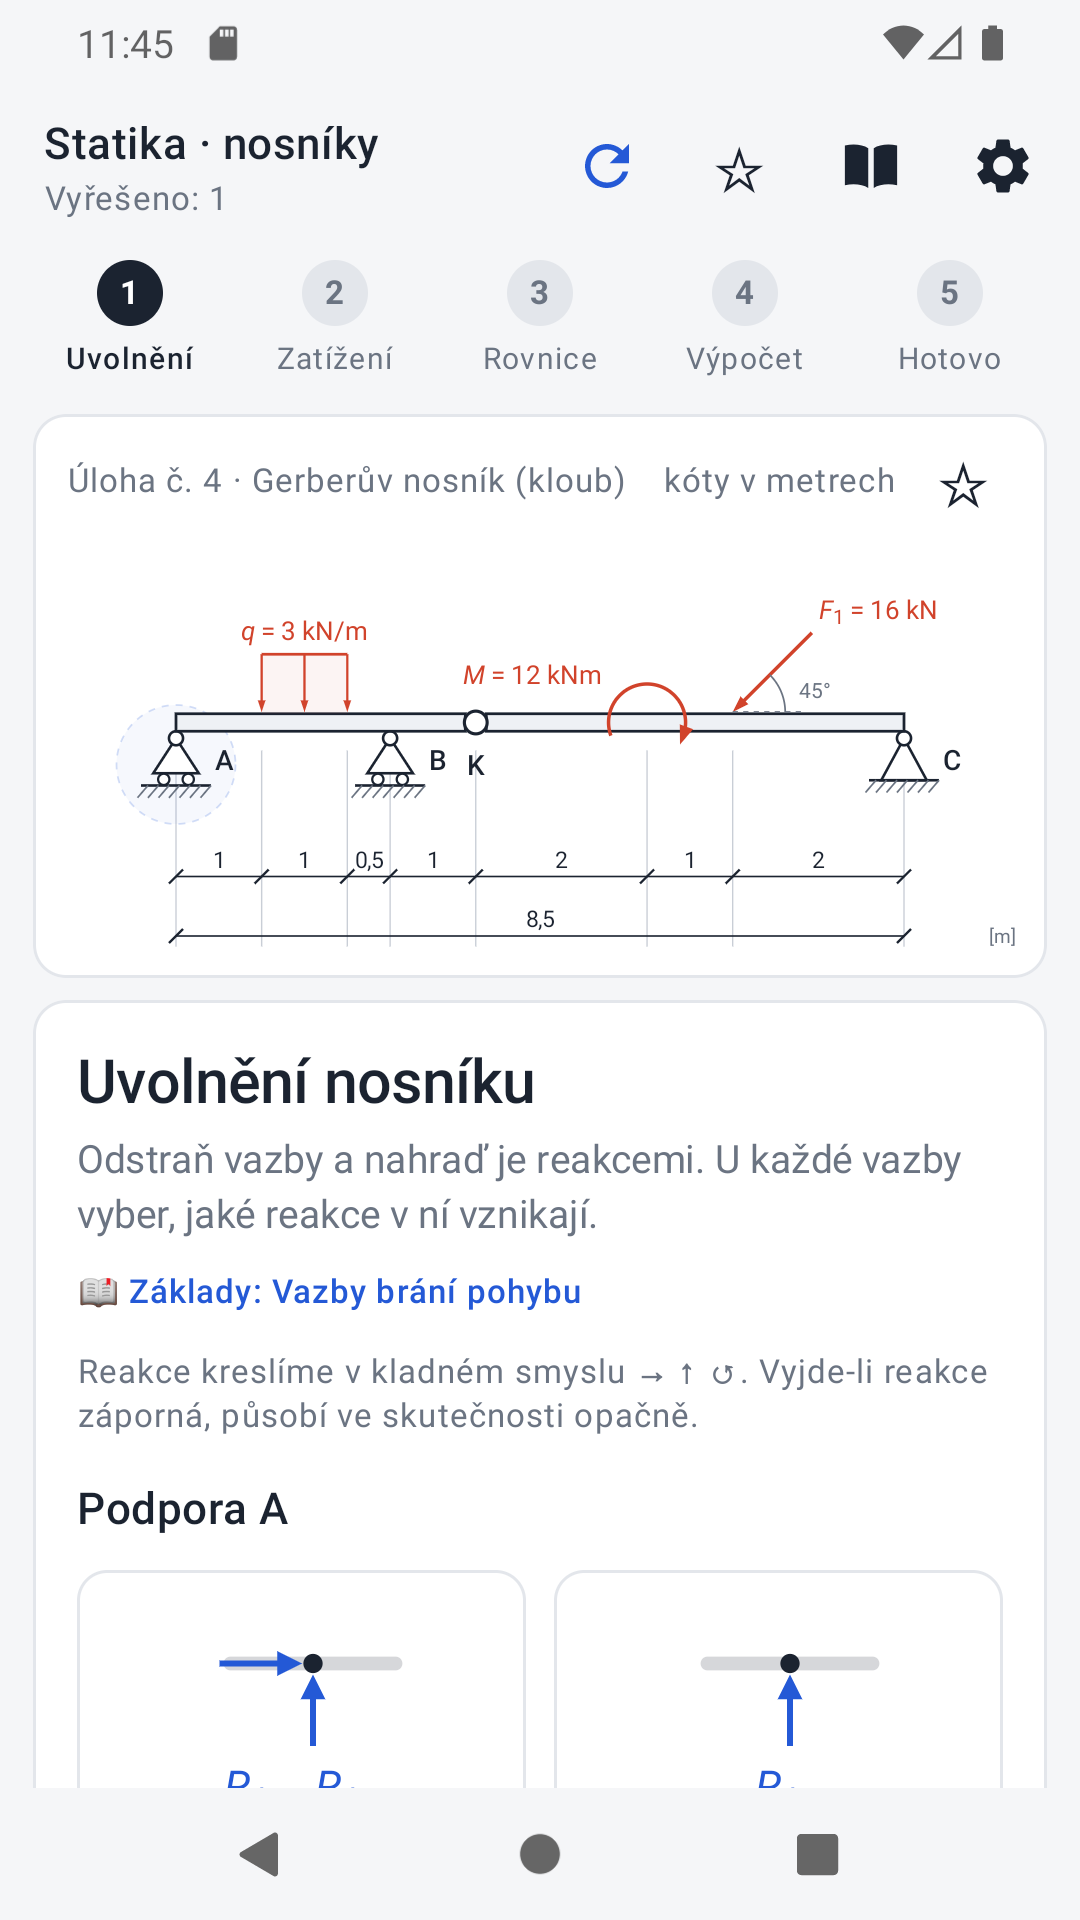 11:45
Statika · nosníky
Vyřešeno: 1
1 2 3 4 5
Uvolnění Zatížení Rovnice Výpočet Hotovo
Úloha č. 4 · Gerberův nosník (kloub) kóty v metrech
F1 = 16 kN
q = 3 kN/m
M = 12 kNm
45°
A B K C
1 1 0,5 1 2 1 2
8,5
[m]
Uvolnění nosníku
Odstraň vazby a nahraď je reakcemi. U každé vazby
vyber, jaké reakce v ní vznikají.
Základy: Vazby brání pohybu
Reakce kreslíme v kladném smyslu → ↑ ↺. Vyjde-li reakce
záporná, působí ve skutečnosti opačně.
Podpora A